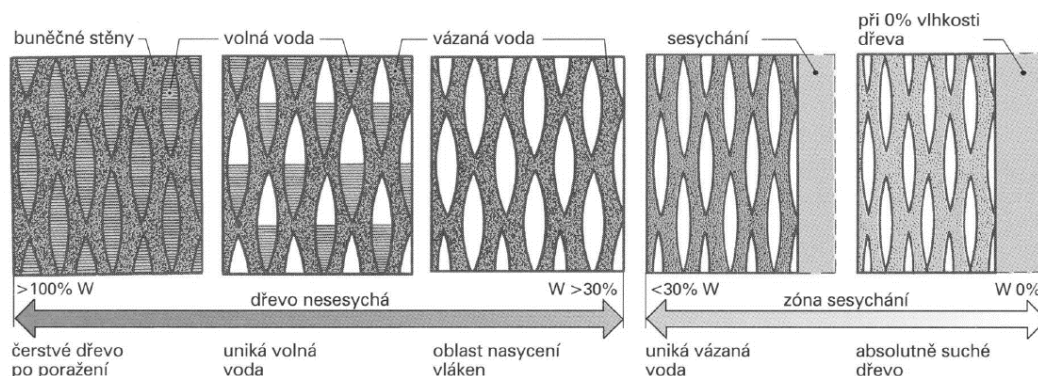 buněčné stěny
volná voda
vázaná voda
sesychání
při 0% vlhkosti
dřeva
>100% W
dřevo nesesychá
W >30%
<30% W
zóna sesychání
W 0%
čerstvé dřevo
po poražení
uniká volná
voda
oblast nasycení
vláken
uniká vázaná
voda
absolutně suché
dřevo